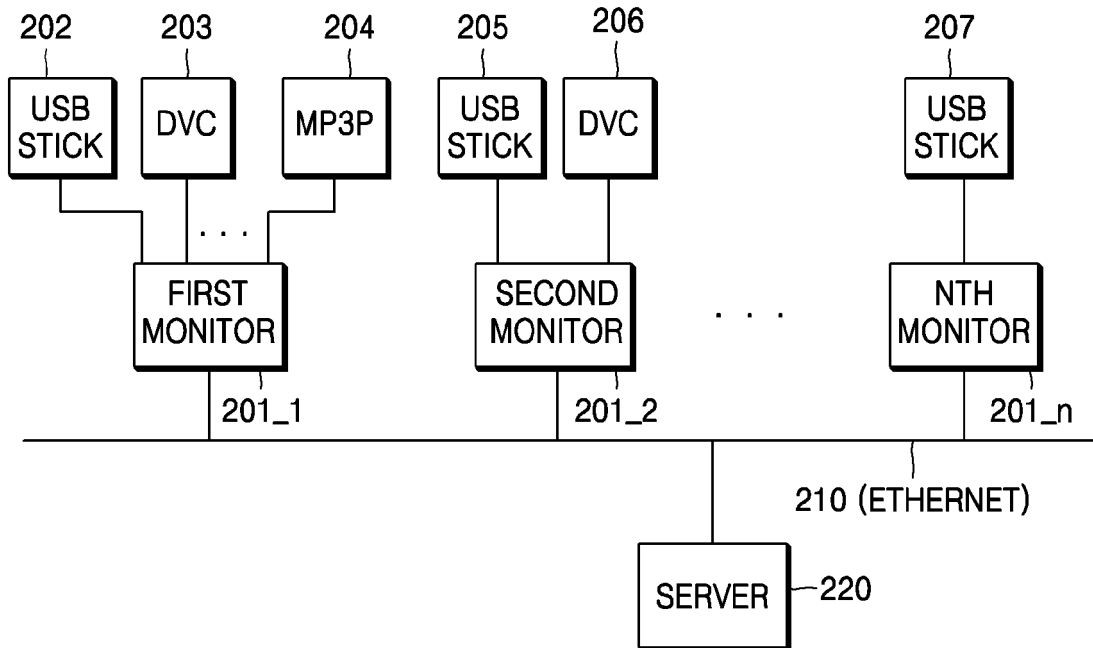 202 203 204 205 206 207
USB STICK
DVC
MP3P
USB STICK
DVC
USB STICK
. . .
FIRST MONITOR
SECOND MONITOR
. . .
NTH MONITOR
201_1 201_2 201_n
210 (ETHERNET)
SERVER
220